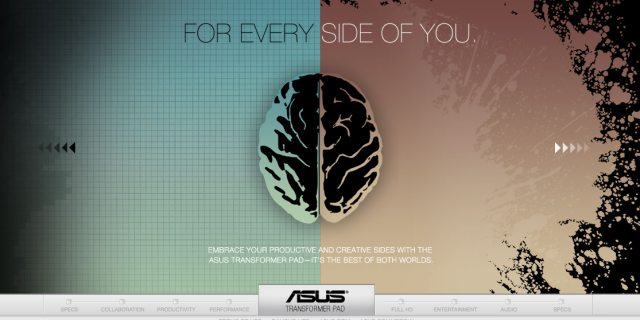 FOR EVERY SIDE OF YOU.
EMBRACE YOUR PRODUCTIVE AND CREATIVE SIDES WITH THE
ASUS TRANSFORMER PAD—IT'S THE BEST OF BOTH WORLDS.
SPECS COLLABORATION PRODUCTIVITY PERFORMANCE ASUS FULL HD ENTERTAINMENT AUDIO SPECS
TRANSFORMER PAD